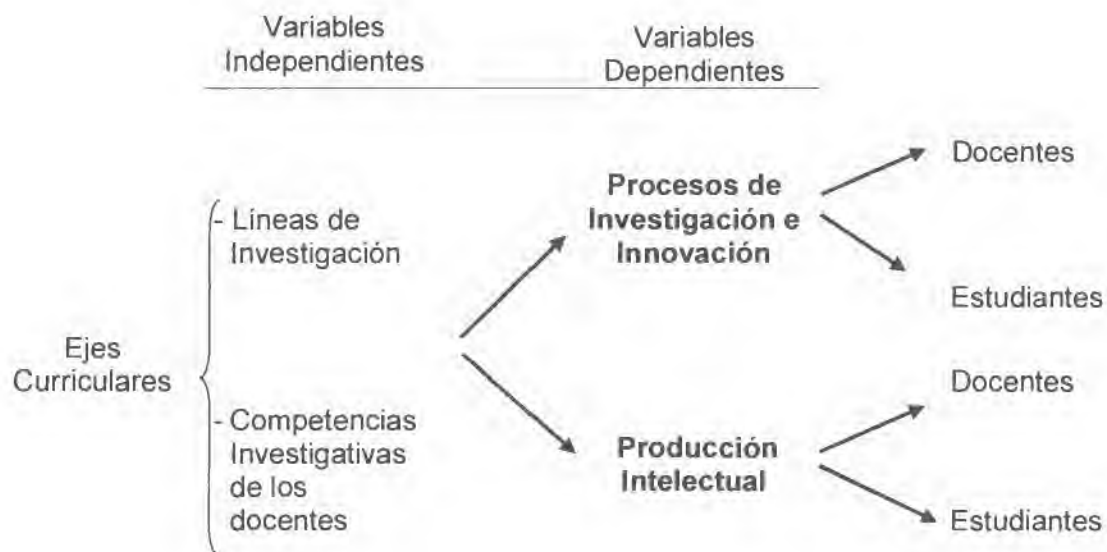 Variables
Independientes
Variables
Dependientes
Ejes
Curriculares
- Líneas de
Investigación
- Competencias
Investigativas
de los
docentes
Procesos de
Investigación e
Innovación
Docentes
Estudiantes
Producción
Intelectual
Docentes
Estudiantes